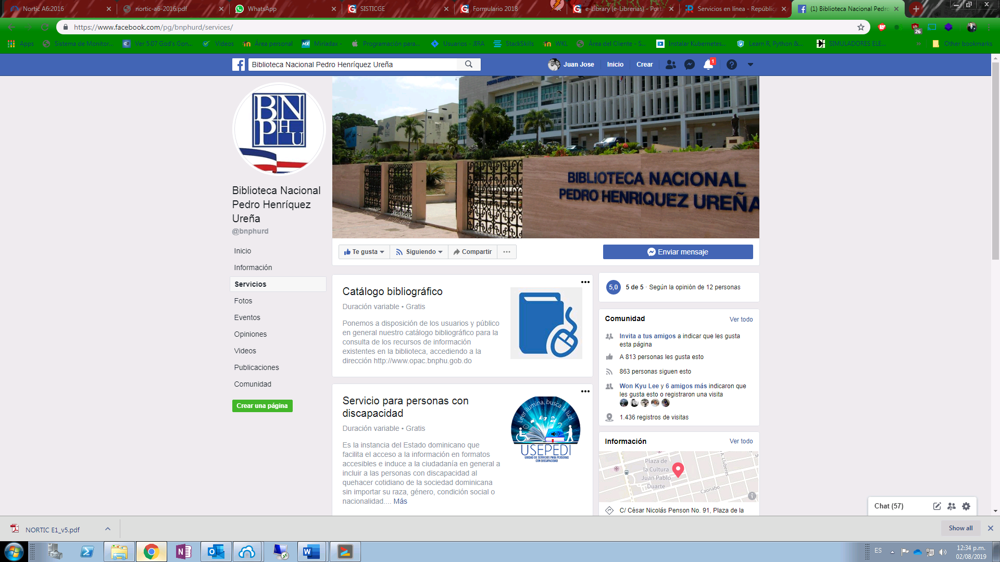 Nortic A6:2016
nortic-a6-2016.pdf
WhatsApp
SISTICGE
Formulario 2018
e-Library (e-Librerías) - Port
Servicios en línea - Repúblic
(1) Biblioteca Nacional Pedro
https://www.facebook.com/pg/bnphurd/services/
26
Apps
Sistema de Monitor...
Ver 5.07 God's Gon...
Videos
Área personal
Miríadax -
Programación para...
Usuarios - JIRA
StackSkills
WKL
Área del Cliente - S...
Instalar Kubernetes...
Learn R, Python &...
SIMULADORES ELE...
»
Other bookmarks
Biblioteca Nacional Pedro Henríquez Ureña
Juan Jose
Inicio
Crear
1
BNPHU
Biblioteca Nacional
Pedro Henríquez
Ureña
@bnphurd
Inicio
Información
Servicios
Fotos
Eventos
Opiniones
Videos
Publicaciones
Comunidad
Crear una página
PEDRO HENRIQUEZ UREÑA
BIBLIOTECA NACIONAL
PEDRO HENRIQUEZ UREÑA
Te gusta
Siguiendo
Compartir
Enviar mensaje
Catálogo bibliográfico
Duración variable • Gratis
Ponemos a disposición de los usuarios y público
en general nuestro catálogo bibliográfico para la
consulta de los recursos de información
existentes en la biblioteca, accediendo a la
dirección http://www.opac.bnphu.gob.do
Servicio para personas con
discapacidad
Duración variable • Gratis
Es la instancia del Estado dominicano que
facilita el acceso a la información en formatos
accesibles e induce a la ciudadanía en general a
incluir a las personas con discapacidad al
quehacer cotidiano de la sociedad dominicana
sin importar su raza, género, condición social o
nacionalidad.... Más
Leer ilumina, busca la luz!
USEPEDI
UNIDAD DE SERVICIOS PARA PERSONAS
CON DISCAPACIDAD
5,0
5 de 5 · Según la opinión de 12 personas
Comunidad
Ver todo
Invita a tus amigos a indicar que les gusta
esta página
A 813 personas les gusta esto
863 personas siguen esto
Won Kyu Lee y 6 amigos más indicaron que
les gusta esto o registraron una visita
1.436 registros de visitas
Información
Ver todo
Plaza de
la Cultura
Juan Pablo
Duarte
A. Lluberes
Caonabo
C/ César Nicolás Penson No. 91, Plaza de la
Chat (57)
NORTIC E1_v5.pdf
Show all
ES
12:34 p.m.
02/08/2019